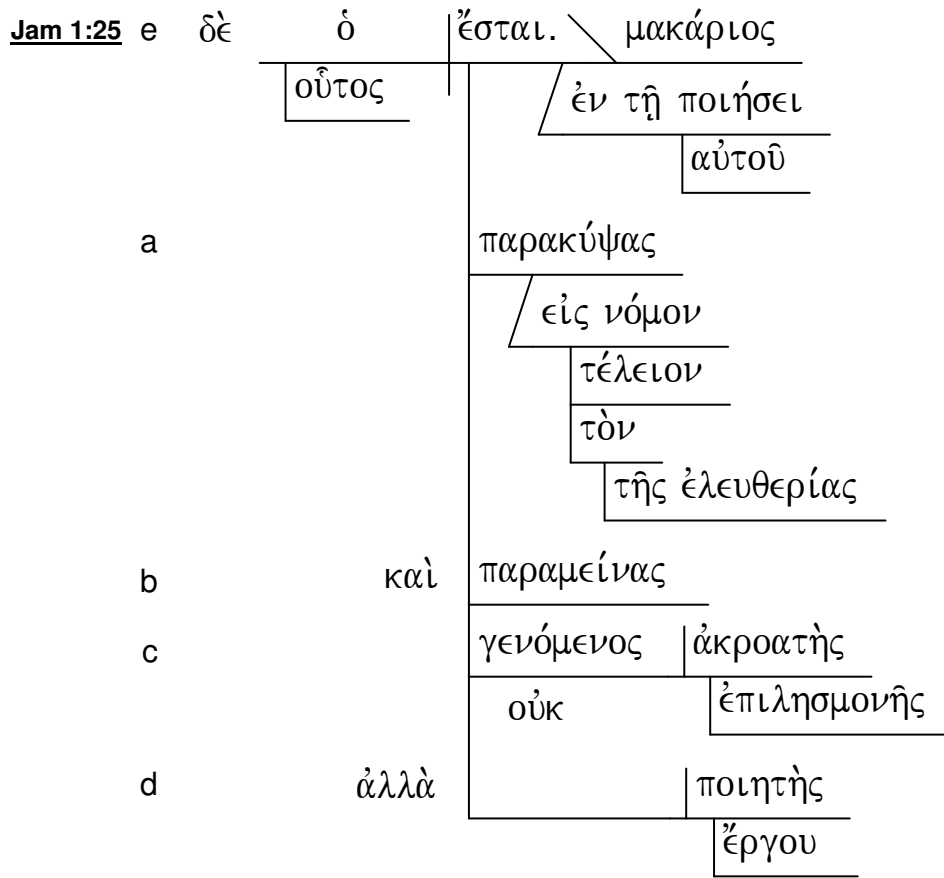 Jam 1:25 e δὲ ὁ ἔσται. μακάριος
οὗτος ἐν τῇ ποιήσει
αὐτοῦ
a παρακύψας
εἰς νόμον
τέλειον
τὸν
τῆς ἐλευθερίας
b καὶ παραμείνας
c γενόμενος ἀκροατὴς
οὐκ ἐπιλησμονῆς
d ἀλλὰ ποιητὴς
ἔργου